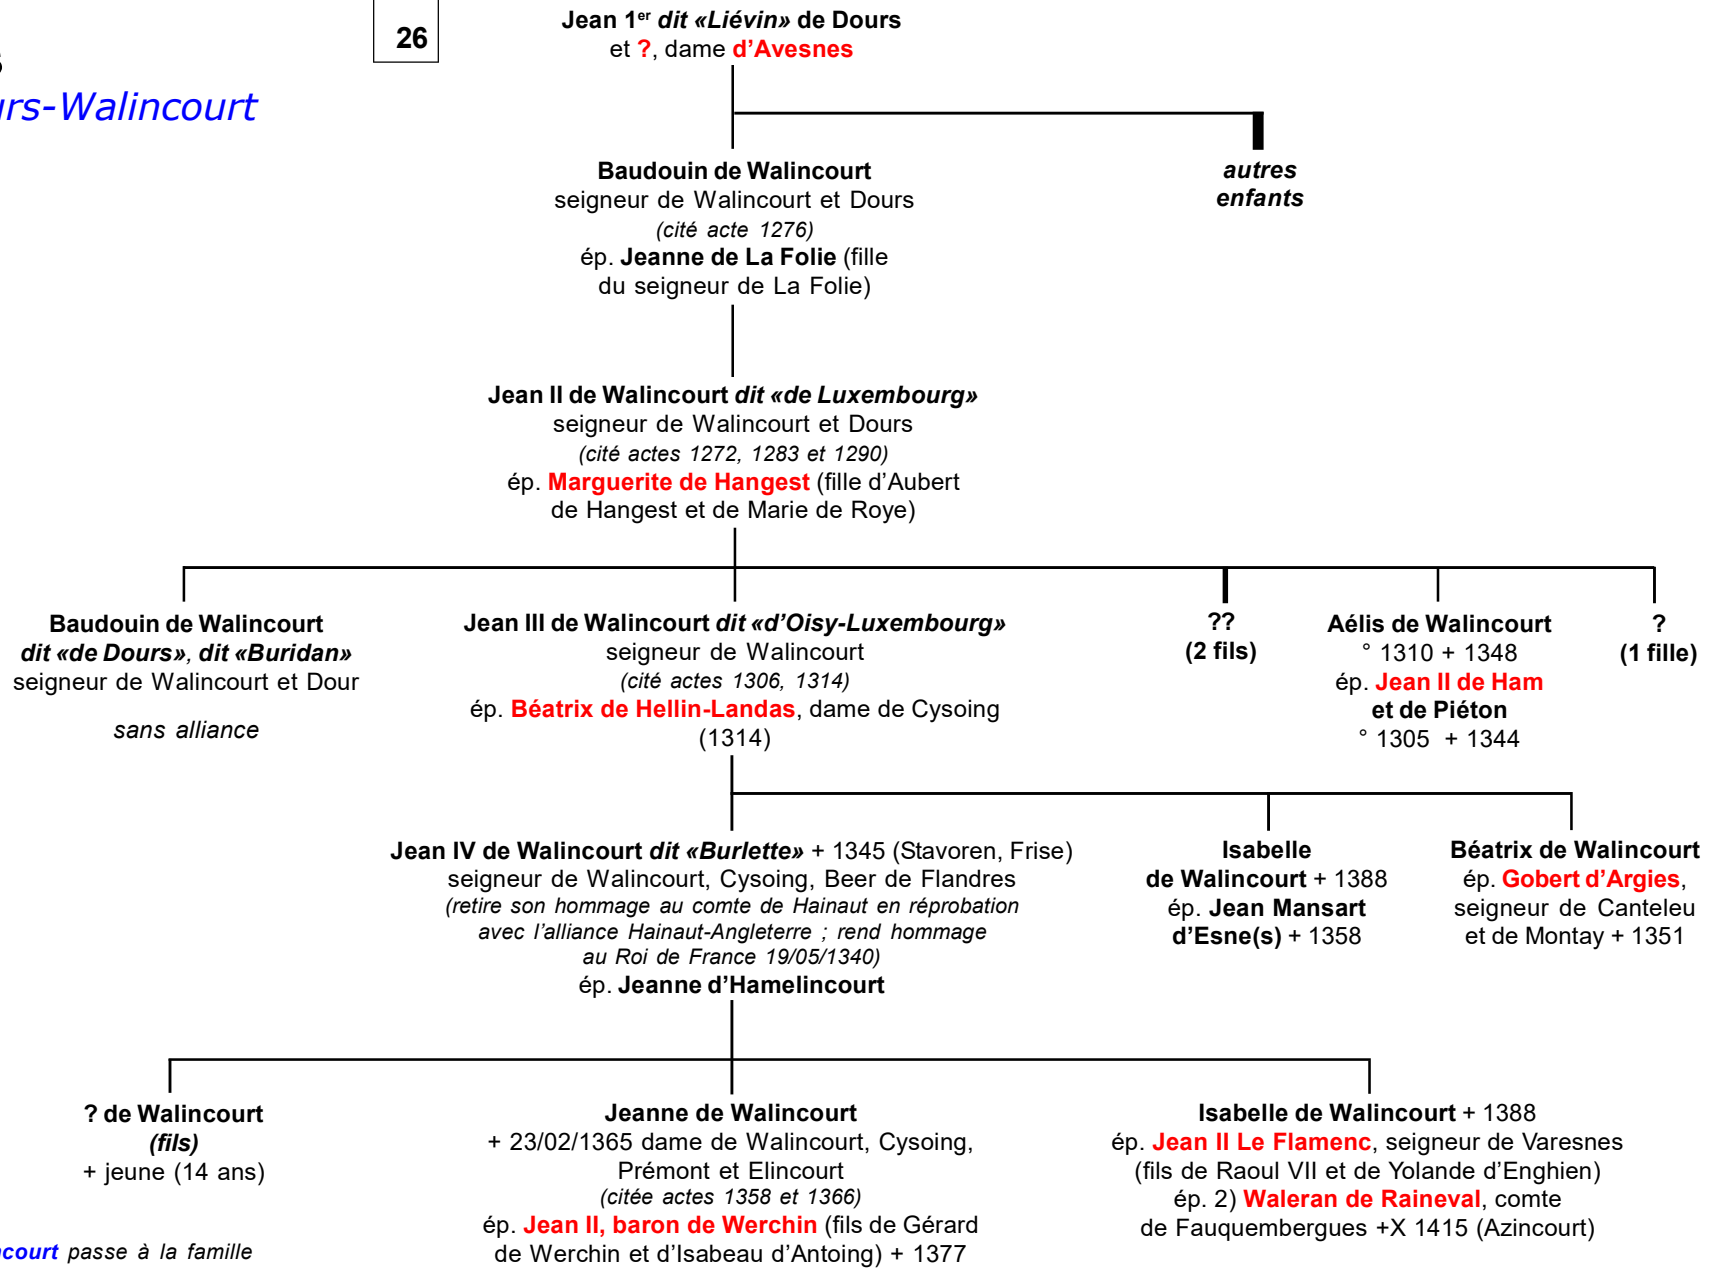 26
urs-Walincourt
Jean 1er dit «Liévin» de Dours
et ?, dame d’Avesnes
Baudouin de Walincourt
seigneur de Walincourt et Dours
(cité acte 1276)
ép. Jeanne de La Folie (fille
du seigneur de La Folie)
autres
enfants
Jean II de Walincourt dit «de Luxembourg»
seigneur de Walincourt et Dours
(cité actes 1272, 1283 et 1290)
ép. Marguerite de Hangest (fille d’Aubert
de Hangest et de Marie de Roye)
Baudouin de Walincourt
dit «de Dours», dit «Buridan»
seigneur de Walincourt et Dour
sans alliance
Jean III de Walincourt dit «d’Oisy-Luxembourg»
seigneur de Walincourt
(cité actes 1306, 1314)
ép. Béatrix de Hellin-Landas, dame de Cysoing
(1314)
??
(2 fils)
Aélis de Walincourt
° 1310 + 1348
ép. Jean II de Ham
et de Piéton
° 1305 + 1344
?
(1 fille)
Jean IV de Walincourt dit «Burlette» + 1345 (Stavoren, Frise)
seigneur de Walincourt, Cysoing, Beer de Flandres
(retire son hommage au comte de Hainaut en réprobation
avec l’alliance Hainaut-Angleterre ; rend hommage
au Roi de France 19/05/1340)
ép. Jeanne d’Hamelincourt
Isabelle
de Walincourt + 1388
ép. Jean Mansart
d’Esne(s) + 1358
Béatrix de Walincourt
ép. Gobert d’Argies,
seigneur de Canteleu
et de Montay + 1351
? de Walincourt
(fils)
+ jeune (14 ans)
Jeanne de Walincourt
+ 23/02/1365 dame de Walincourt, Cysoing,
Prémont et Elincourt
(citée actes 1358 et 1366)
ép. Jean II, baron de Werchin (fils de Gérard
de Werchin et d'Isabeau d'Antoing) + 1377
Isabelle de Walincourt + 1388
ép. Jean II Le Flamenc, seigneur de Varesnes
(fils de Raoul VII et de Yolande d’Enghien)
ép. 2) Waleran de Raineval, comte
de Fauquembergues +X 1415 (Azincourt)
ncourt passe à la famille